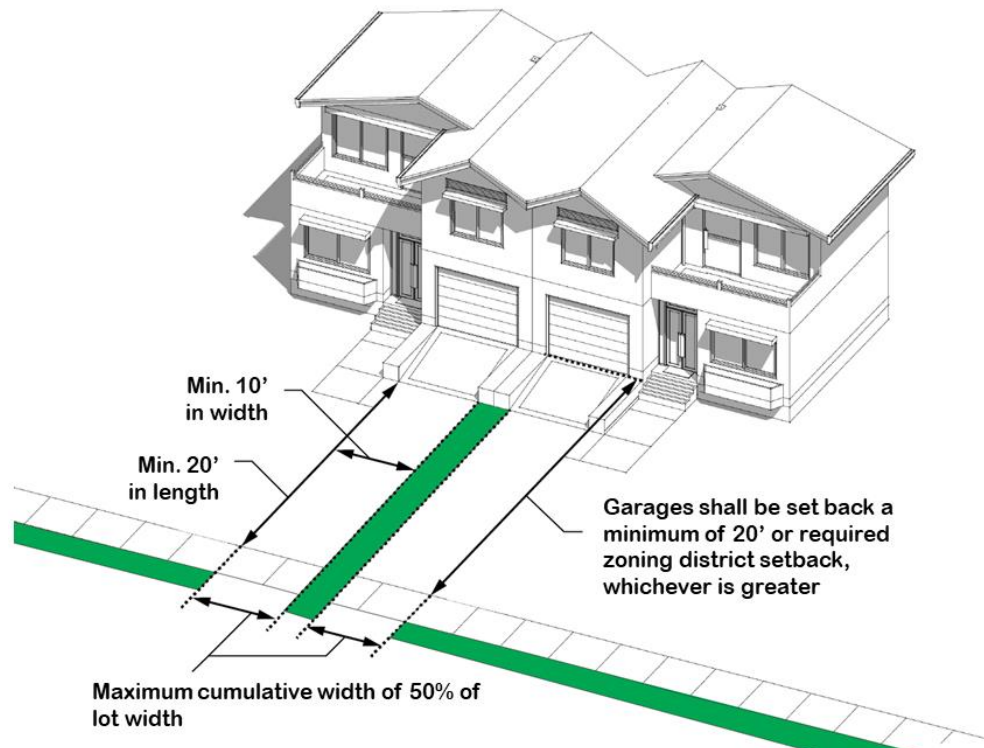 Min. 10’
in width
Min. 20’
in length
Garages shall be set back a
minimum of 20’ or required
zoning district setback,
whichever is greater
Maximum cumulative width of 50% of
lot width